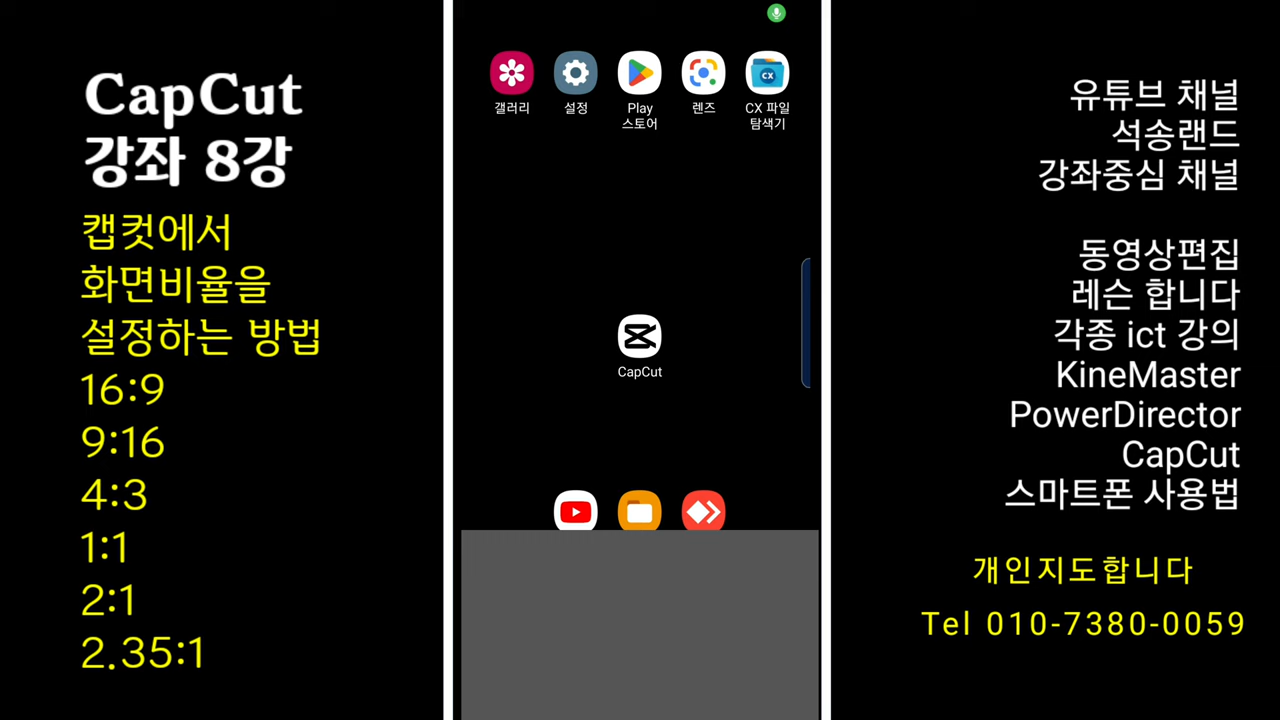 CapCut
강좌 8강
캡컷에서
화면비율을
설정하는 방법
16:9
9:16
4:3
1:1
2:1
2.35:1
갤러리
설정
Play
스토어
렌즈
CX 파일
탐색기
CX
CapCut
유튜브 채널
석송랜드
강좌중심 채널
동영상편집
레슨 합니다
각종 ict 강의
KineMaster
PowerDirector
CapCut
스마트폰 사용법
개인지도합니다
Tel 010-7380-0059